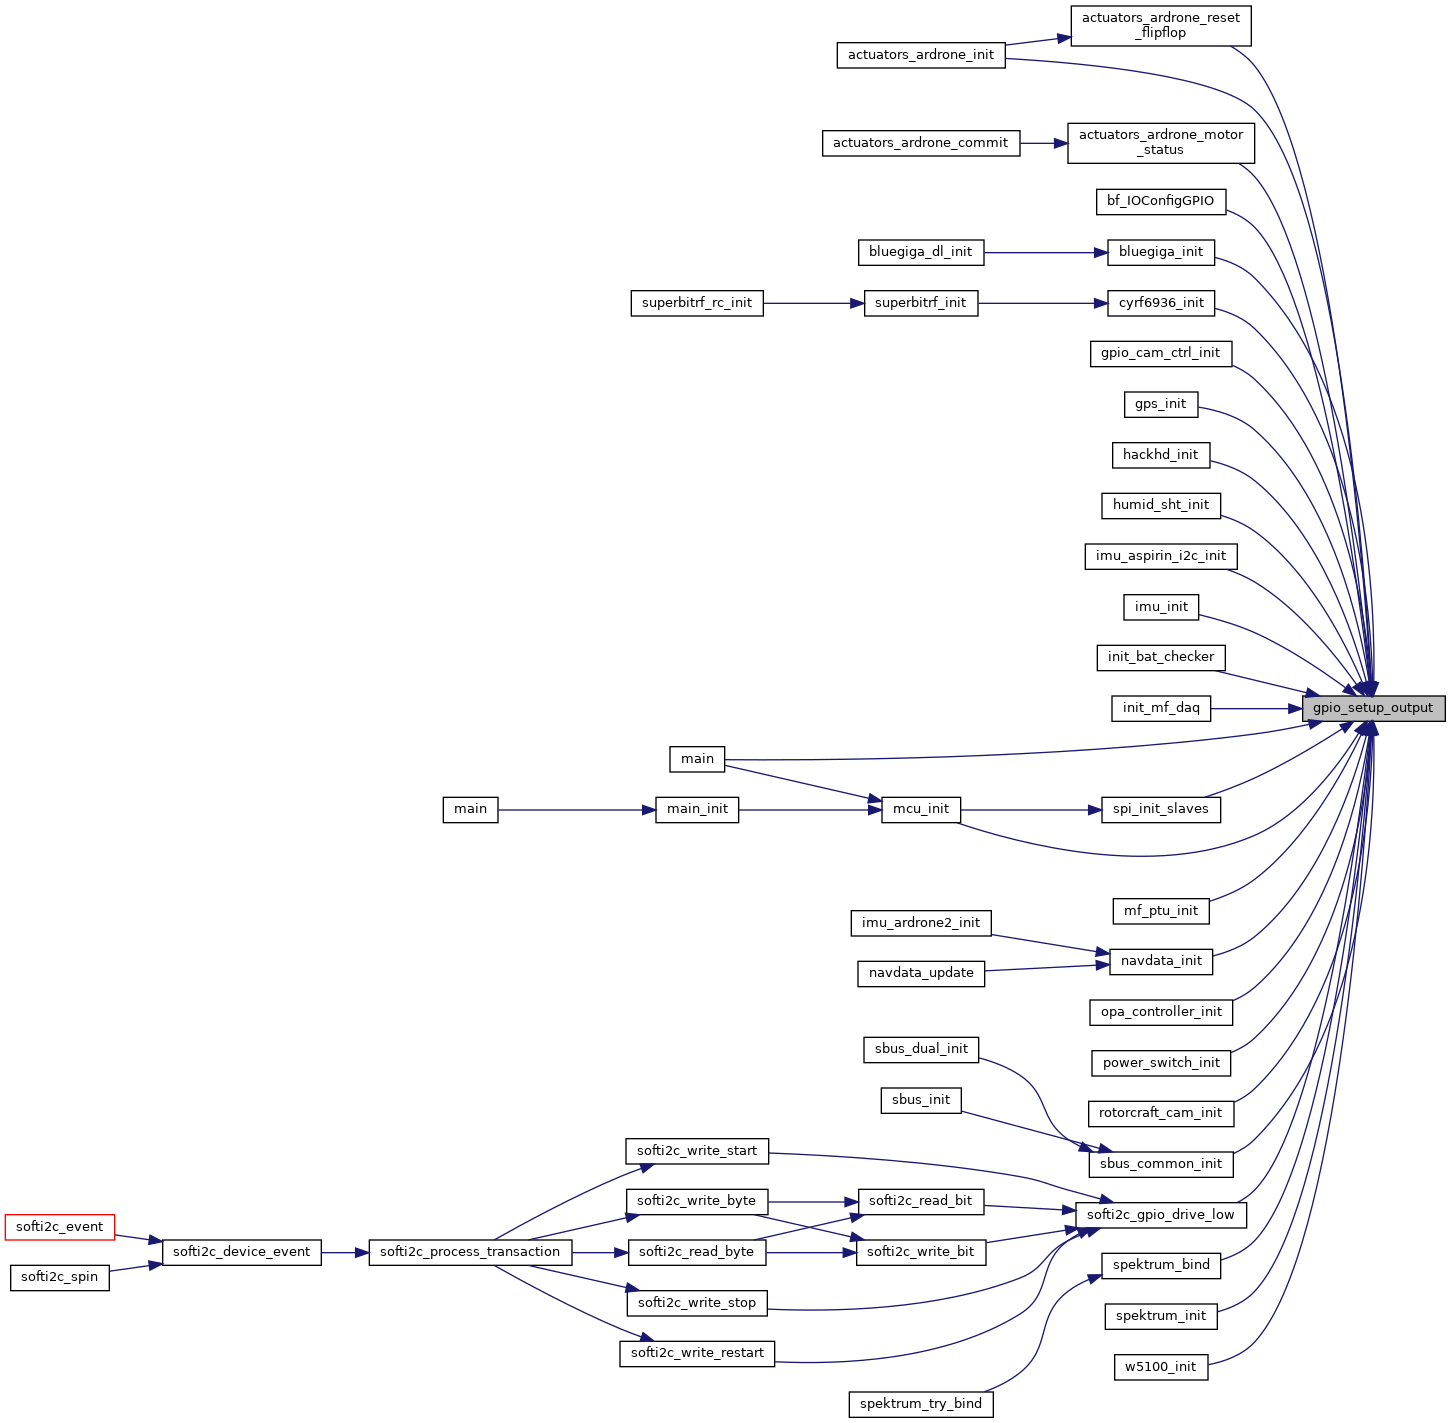 actuators_ardrone_reset
_flipflop
actuators_ardrone_init
actuators_ardrone_motor
_status
actuators_ardrone_commit
bf_IOConfigGPIO
bluegiga_dl_init
bluegiga_init
superbitrf_rc_init
superbitrf_init
cyrf6936_init
gpio_cam_ctrl_init
gps_init
hackhd_init
humid_sht_init
imu_aspirin_i2c_init
imu_init
init_bat_checker
init_mf_daq
gpio_setup_output
main
main
main_init
mcu_init
spi_init_slaves
mf_ptu_init
imu_ardrone2_init
navdata_init
navdata_update
opa_controller_init
sbus_dual_init
power_switch_init
sbus_init
rotorcraft_cam_init
softi2c_write_start
sbus_common_init
softi2c_write_byte
softi2c_read_bit
softi2c_gpio_drive_low
softi2c_event
softi2c_device_event
softi2c_process_transaction
softi2c_read_byte
softi2c_write_bit
spektrum_bind
softi2c_spin
softi2c_write_stop
spektrum_init
softi2c_write_restart
w5100_init
spektrum_try_bind